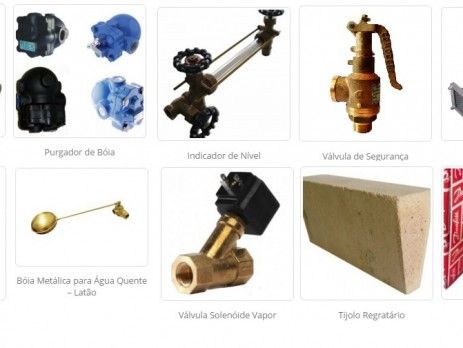 Purgador de Bóia
Indicador de Nível
Válvula de Segurança
Bóia Metálica para Água Quente
– Latão
Válvula Solenóide Vapor
Tijolo Regratário